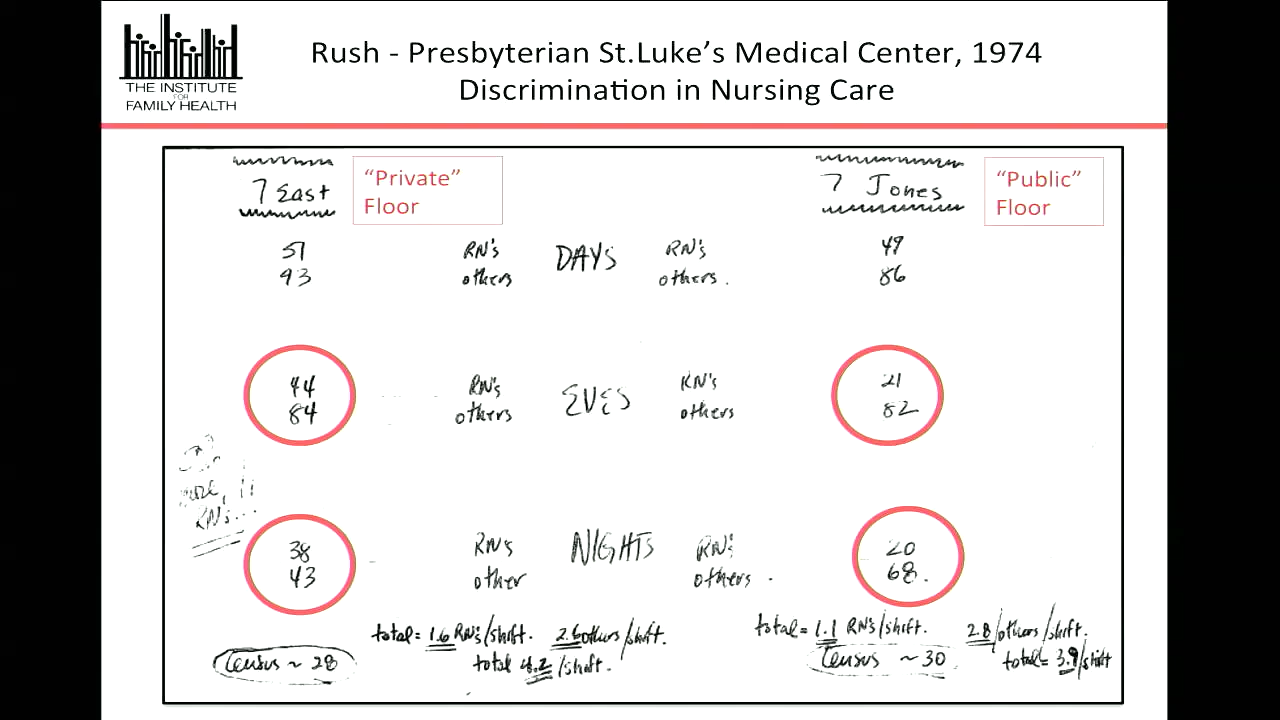 THE INSTITUTE
FOR
FAMILY HEALTH
Rush - Presbyterian St.Luke's Medical Center, 1974
Discrimination in Nursing Care
7 East
"Private"
Floor
7 Jones
"Public"
Floor
51 RN's DAYS RN's 49
93 others others. 86
44 RN's EVES RN's 21
84 others others 82
more, !!
RN's...
38 RNs NIGHTS RN's 20
43 other others. 68.
total = 1.6 RN's/shift. 2.6 others/shift.
total 4.2/shift.
Census ~ 28
total = 1.1 RN's/shift. 2.8/others/shift.
Census ~ 30 total = 3.9/shift